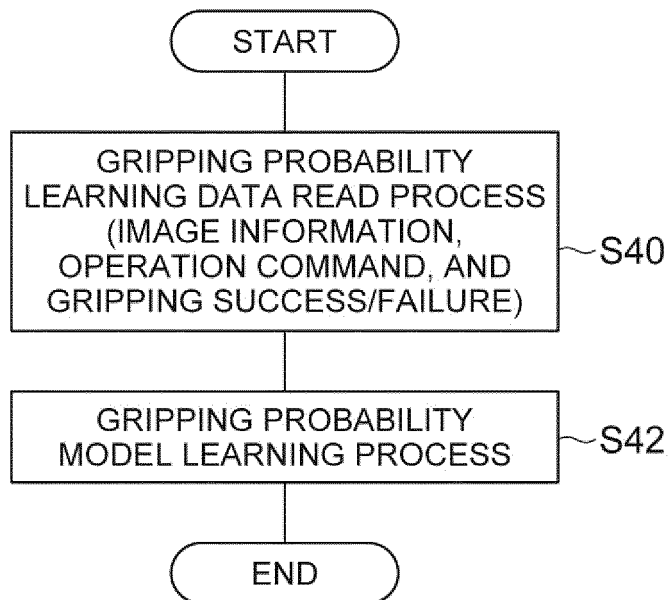 START
GRIPPING PROBABILITY
LEARNING DATA READ PROCESS
(IMAGE INFORMATION,
OPERATION COMMAND, AND
GRIPPING SUCCESS/FAILURE)
S40
GRIPPING PROBABILITY
MODEL LEARNING PROCESS
S42
END